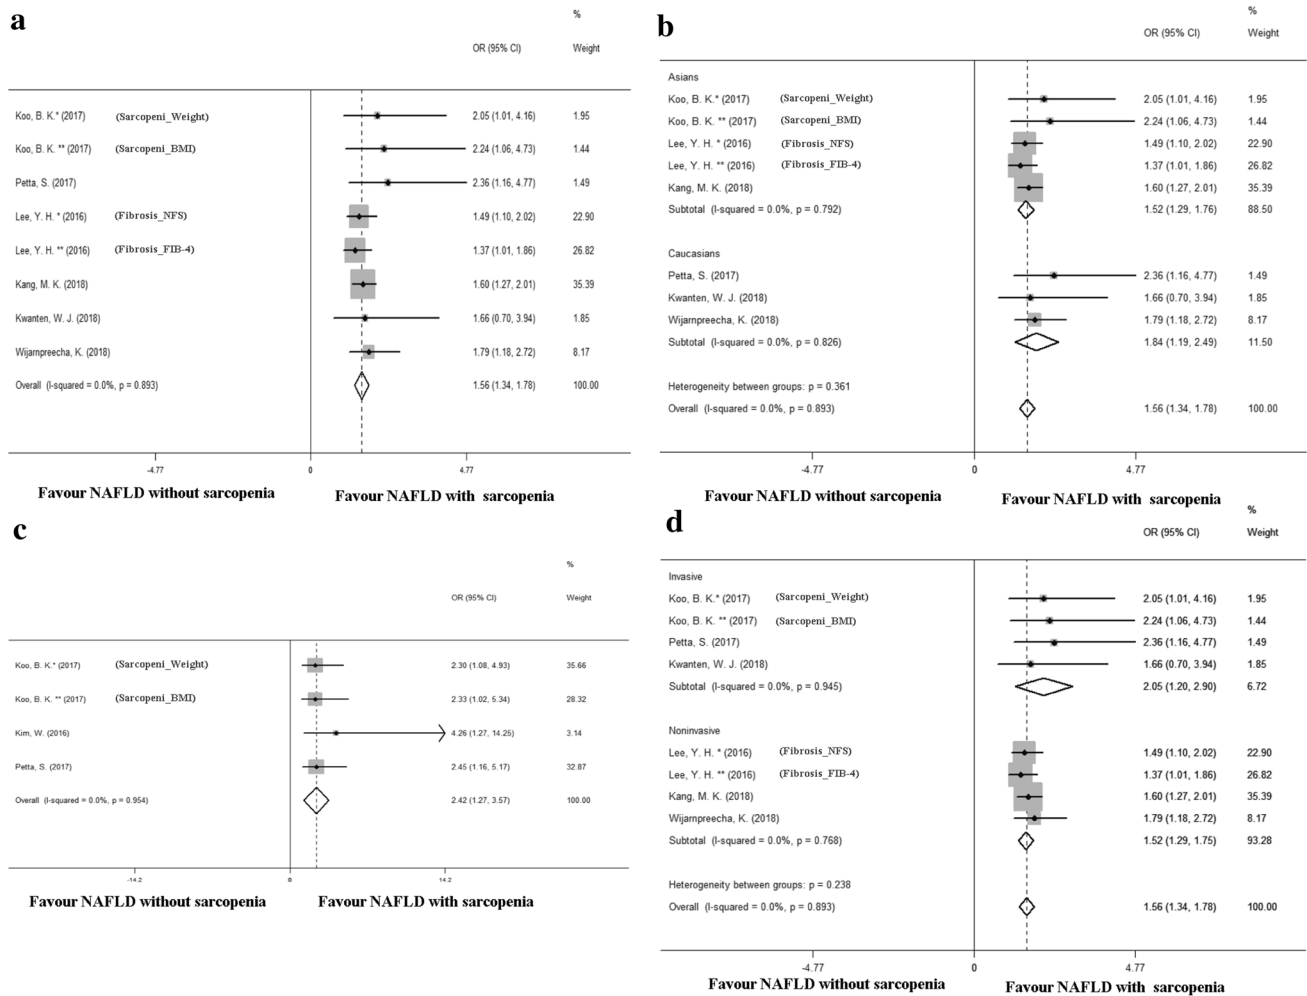 a
%
OR (95% CI) Weight
Koo, B. K.* (2017) (Sarcopeni_Weight) 2.05 (1.01, 4.16) 1.95
Koo, B. K. ** (2017) (Sarcopeni_BMI) 2.24 (1.06, 4.73) 1.44
Petta, S. (2017) 2.36 (1.16, 4.77) 1.49
Lee, Y. H. * (2016) (Fibrosis_NFS) 1.49 (1.10, 2.02) 22.90
Lee, Y. H. ** (2016) (Fibrosis_FIB-4) 1.37 (1.01, 1.86) 26.82
Kang, M. K. (2018) 1.60 (1.27, 2.01) 35.39
Kwanten, W. J. (2018) 1.66 (0.70, 3.94) 1.85
Wijarnpreecha, K. (2018) 1.79 (1.18, 2.72) 8.17
Overall (I-squared = 0.0%, p = 0.893) 1.56 (1.34, 1.78) 100.00
-4.77 0 4.77
Favour NAFLD without sarcopenia Favour NAFLD with sarcopenia
b
%
OR (95% CI) Weight
Asians
Koo, B. K.* (2017) (Sarcopeni_Weight) 2.05 (1.01, 4.16) 1.95
Koo, B. K. ** (2017) (Sarcopeni_BMI) 2.24 (1.06, 4.73) 1.44
Lee, Y. H. * (2016) (Fibrosis_NFS) 1.49 (1.10, 2.02) 22.90
Lee, Y. H. ** (2016) (Fibrosis_FIB-4) 1.37 (1.01, 1.86) 26.82
Kang, M. K. (2018) 1.60 (1.27, 2.01) 35.39
Subtotal (I-squared = 0.0%, p = 0.792) 1.52 (1.29, 1.76) 88.50
Caucasians
Petta, S. (2017) 2.36 (1.16, 4.77) 1.49
Kwanten, W. J. (2018) 1.66 (0.70, 3.94) 1.85
Wijarnpreecha, K. (2018) 1.79 (1.18, 2.72) 8.17
Subtotal (I-squared = 0.0%, p = 0.826) 1.84 (1.19, 2.49) 11.50
Heterogeneity between groups: p = 0.361
Overall (I-squared = 0.0%, p = 0.893) 1.56 (1.34, 1.78) 100.00
-4.77 0 4.77
Favour NAFLD without sarcopenia Favour NAFLD with sarcopenia
c
%
OR (95% CI) Weight
Koo, B. K.* (2017) (Sarcopeni_Weight) 2.30 (1.08, 4.93) 35.66
Koo, B. K. ** (2017) (Sarcopeni_BMI) 2.33 (1.02, 5.34) 28.32
Kim, W. (2016) 4.26 (1.27, 14.25) 3.14
Petta, S. (2017) 2.45 (1.16, 5.17) 32.87
Overall (I-squared = 0.0%, p = 0.954) 2.42 (1.27, 3.57) 100.00
-14.2 0 14.2
Favour NAFLD without sarcopenia Favour NAFLD with sarcopenia
d
%
OR (95% CI) Weight
Invasive
Koo, B. K.* (2017) (Sarcopeni_Weight) 2.05 (1.01, 4.16) 1.95
Koo, B. K. ** (2017) (Sarcopeni_BMI) 2.24 (1.06, 4.73) 1.44
Petta, S. (2017) 2.36 (1.16, 4.77) 1.49
Kwanten, W. J. (2018) 1.66 (0.70, 3.94) 1.85
Subtotal (I-squared = 0.0%, p = 0.945) 2.05 (1.20, 2.90) 6.72
Noninvasive
Lee, Y. H. * (2016) (Fibrosis_NFS) 1.49 (1.10, 2.02) 22.90
Lee, Y. H. ** (2016) (Fibrosis_FIB-4) 1.37 (1.01, 1.86) 26.82
Kang, M. K. (2018) 1.60 (1.27, 2.01) 35.39
Wijarnpreecha, K. (2018) 1.79 (1.18, 2.72) 8.17
Subtotal (I-squared = 0.0%, p = 0.768) 1.52 (1.29, 1.75) 93.28
Heterogeneity between groups: p = 0.238
Overall (I-squared = 0.0%, p = 0.893) 1.56 (1.34, 1.78) 100.00
-4.77 0 4.77
Favour NAFLD without sarcopenia Favour NAFLD with sarcopenia